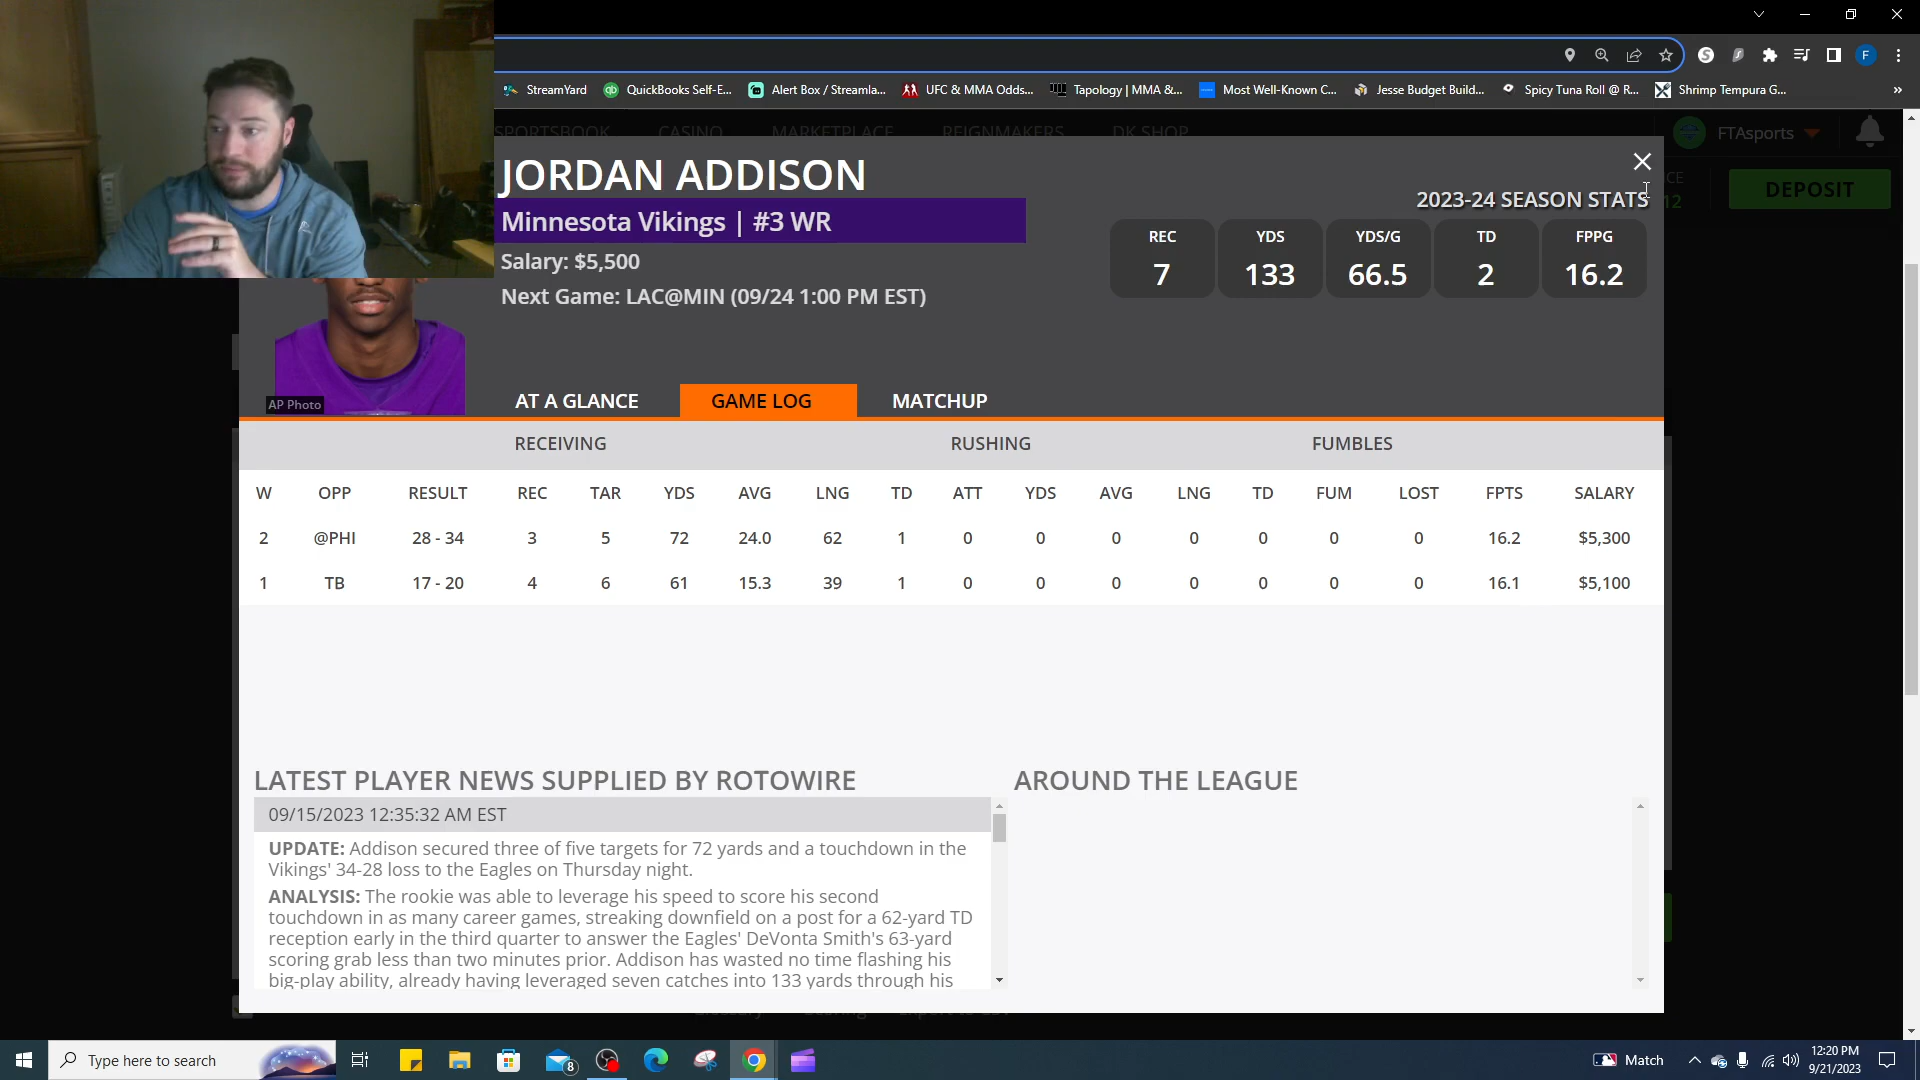 F
StreamYard QuickBooks Self-E... Alert Box / Streamla... UFC & MMA Odds... Tapology | MMA &... Most Well-Known C... Jesse Budget Build... Spicy Tuna Roll @ R... Shrimp Tempura G... »
SPORTSBOOK CASINO MARKETPLACE REIGNMAKERS DK SHOP
FTAsports
DEPOSIT
JORDAN ADDISON
Minnesota Vikings | #3 WR
Salary: $5,500
Next Game: LAC@MIN (09/24 1:00 PM EST)
2023-24 SEASON STATS
REC YDS YDS/G TD FPPG
7 133 66.5 2 16.2
AP Photo
AT A GLANCE GAME LOG MATCHUP
RECEIVING RUSHING FUMBLES
W OPP RESULT REC TAR YDS AVG LNG TD ATT YDS AVG LNG TD FUM LOST FPTS SALARY
2 @PHI 28 - 34 3 5 72 24.0 62 1 0 0 0 0 0 0 0 16.2 $5,300
1 TB 17 - 20 4 6 61 15.3 39 1 0 0 0 0 0 0 0 16.1 $5,100
LATEST PLAYER NEWS SUPPLIED BY ROTOWIRE
09/15/2023 12:35:32 AM EST
UPDATE: Addison secured three of five targets for 72 yards and a touchdown in the
Vikings' 34-28 loss to the Eagles on Thursday night.
ANALYSIS: The rookie was able to leverage his speed to score his second
touchdown in as many career games, streaking downfield on a post for a 62-yard TD
reception early in the third quarter to answer the Eagles' DeVonta Smith's 63-yard
scoring grab less than two minutes prior. Addison has wasted no time flashing his
big-play ability, already having leveraged seven catches into 133 yards through his
AROUND THE LEAGUE
Type here to search
8
Match
12:20 PM
9/21/2023